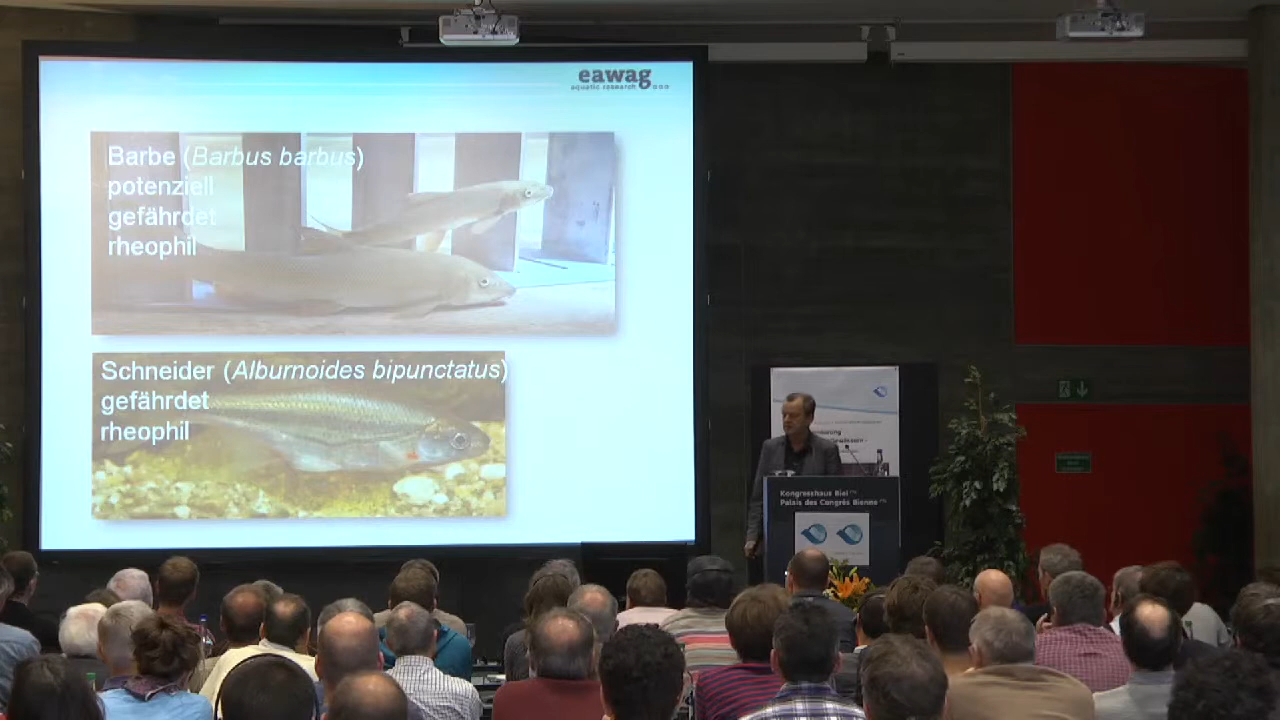 eawag
aquatic research
Barbe (Barbus barbus)
potenziell
gefährdet
rheophil
Schneider (Alburnoides bipunctatus)
gefährdet
rheophil
Kongresshaus Biel
Palais des Congrès Bienne